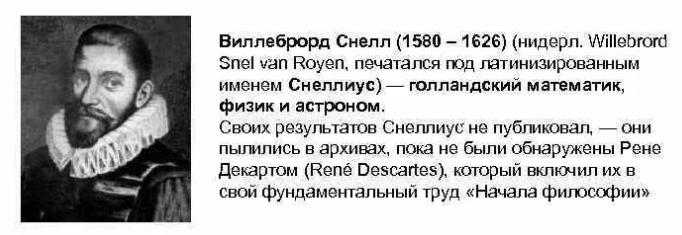 Виллеброрд Снелл (1580 – 1626) (нидерл. Willebrord
Snel van Royen, печатался под латинизированным
именем Снеллиус) — голландский математик,
физик и астроном.
Своих результатов Снеллиус не публиковал, — они
пылились в архивах, пока не были обнаружены Рене
Декартом (René Descartes), который включил их в
свой фундаментальный труд «Начала философии»